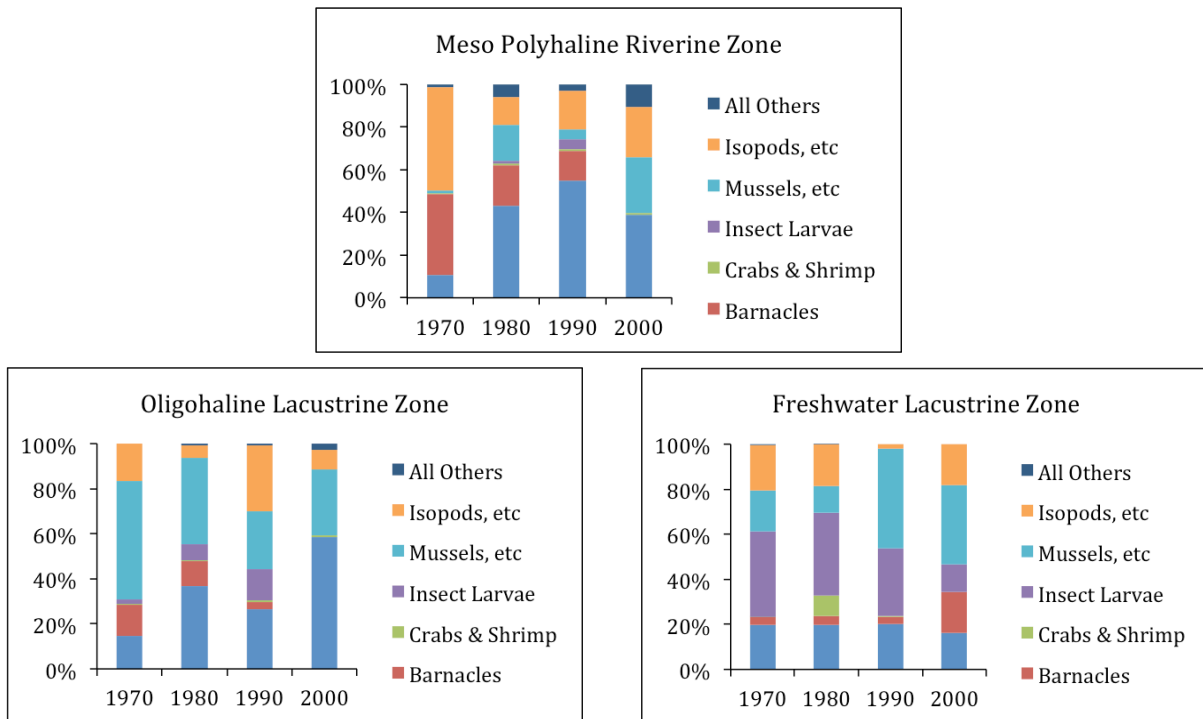 Meso Polyhaline Riverine Zone
100%
80%
60%
40%
20%
0%
1970 1980 1990 2000
All Others
Isopods, etc
Mussels, etc
Insect Larvae
Crabs & Shrimp
Barnacles
Oligohaline Lacustrine Zone
100%
80%
60%
40%
20%
0%
1970 1980 1990 2000
All Others
Isopods, etc
Mussels, etc
Insect Larvae
Crabs & Shrimp
Barnacles
Freshwater Lacustrine Zone
100%
80%
60%
40%
20%
0%
1970 1980 1990 2000
All Others
Isopods, etc
Mussels, etc
Insect Larvae
Crabs & Shrimp
Barnacles